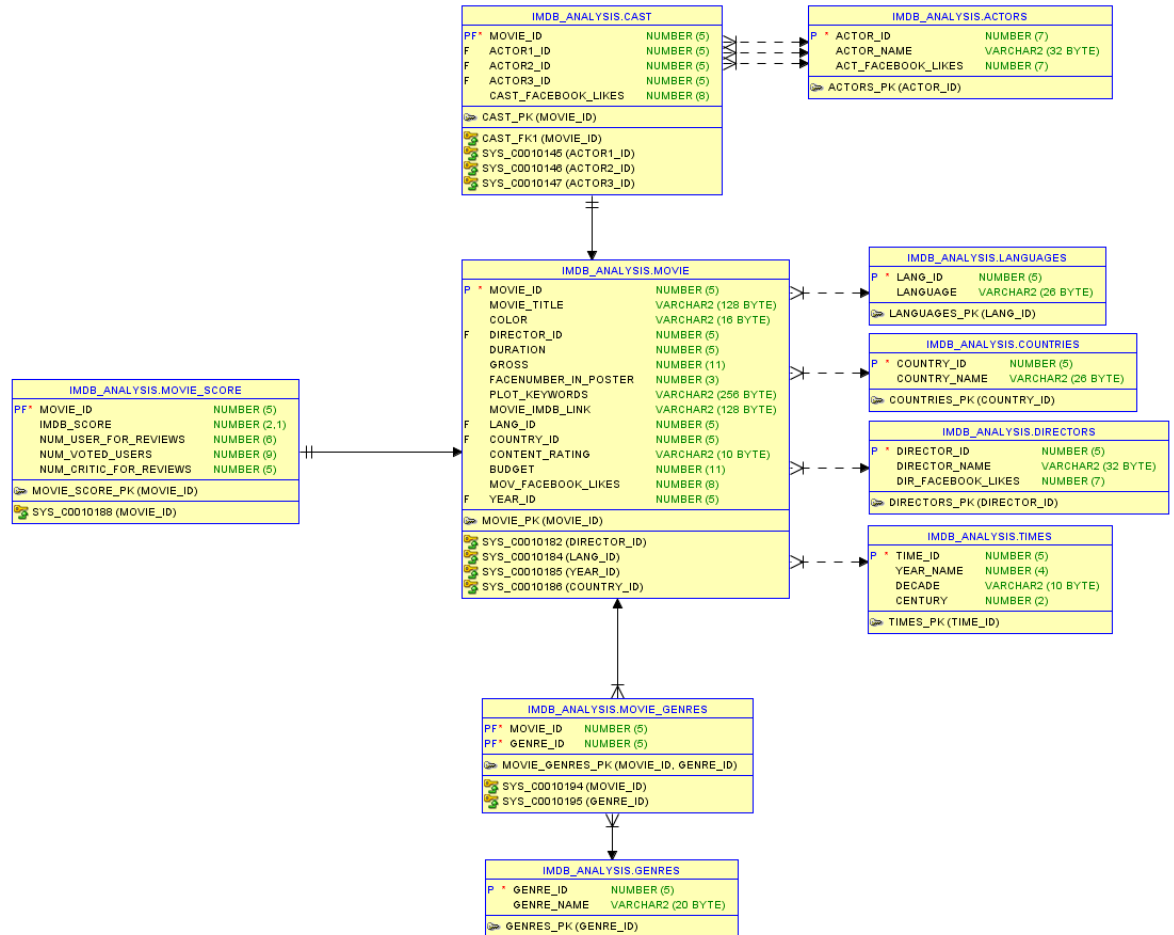 IMDB_ANALYSIS.CAST
PF* MOVIE_ID NUMBER (5)
F ACTOR1_ID NUMBER (5)
F ACTOR2_ID NUMBER (5)
F ACTOR3_ID NUMBER (5)
CAST_FACEBOOK_LIKES NUMBER (8)
CAST_PK (MOVIE_ID)
CAST_FK1 (MOVIE_ID)
SYS_C0010145 (ACTOR1_ID)
SYS_C0010146 (ACTOR2_ID)
SYS_C0010147 (ACTOR3_ID)
IMDB_ANALYSIS.ACTORS
P * ACTOR_ID NUMBER (7)
ACTOR_NAME VARCHAR2 (32 BYTE)
ACT_FACEBOOK_LIKES NUMBER (7)
ACTORS_PK (ACTOR_ID)
IMDB_ANALYSIS.MOVIE
P * MOVIE_ID NUMBER (5)
MOVIE_TITLE VARCHAR2 (128 BYTE)
COLOR VARCHAR2 (16 BYTE)
F DIRECTOR_ID NUMBER (5)
DURATION NUMBER (5)
GROSS NUMBER (11)
FACENUMBER_IN_POSTER NUMBER (3)
PLOT_KEYWORDS VARCHAR2 (256 BYTE)
MOVIE_IMDB_LINK VARCHAR2 (128 BYTE)
F LANG_ID NUMBER (5)
F COUNTRY_ID NUMBER (5)
CONTENT_RATING VARCHAR2 (10 BYTE)
BUDGET NUMBER (11)
MOV_FACEBOOK_LIKES NUMBER (8)
F YEAR_ID NUMBER (5)
MOVIE_PK (MOVIE_ID)
SYS_C0010182 (DIRECTOR_ID)
SYS_C0010184 (LANG_ID)
SYS_C0010185 (YEAR_ID)
SYS_C0010186 (COUNTRY_ID)
IMDB_ANALYSIS.LANGUAGES
P * LANG_ID NUMBER (5)
LANGUAGE VARCHAR2 (26 BYTE)
LANGUAGES_PK (LANG_ID)
IMDB_ANALYSIS.COUNTRIES
P * COUNTRY_ID NUMBER (5)
COUNTRY_NAME VARCHAR2 (26 BYTE)
COUNTRIES_PK (COUNTRY_ID)
IMDB_ANALYSIS.DIRECTORS
P * DIRECTOR_ID NUMBER (5)
DIRECTOR_NAME VARCHAR2 (32 BYTE)
DIR_FACEBOOK_LIKES NUMBER (7)
DIRECTORS_PK (DIRECTOR_ID)
IMDB_ANALYSIS.TIMES
P * TIME_ID NUMBER (5)
YEAR_NAME NUMBER (4)
DECADE VARCHAR2 (10 BYTE)
CENTURY NUMBER (2)
TIMES_PK (TIME_ID)
IMDB_ANALYSIS.MOVIE_SCORE
PF* MOVIE_ID NUMBER (5)
IMDB_SCORE NUMBER (2,1)
NUM_USER_FOR_REVIEWS NUMBER (6)
NUM_VOTED_USERS NUMBER (9)
NUM_CRITIC_FOR_REVIEWS NUMBER (5)
MOVIE_SCORE_PK (MOVIE_ID)
SYS_C0010188 (MOVIE_ID)
IMDB_ANALYSIS.MOVIE_GENRES
PF* MOVIE_ID NUMBER (5)
PF* GENRE_ID NUMBER (5)
MOVIE_GENRES_PK (MOVIE_ID, GENRE_ID)
SYS_C0010194 (MOVIE_ID)
SYS_C0010195 (GENRE_ID)
IMDB_ANALYSIS.GENRES
P * GENRE_ID NUMBER (5)
GENRE_NAME VARCHAR2 (20 BYTE)
GENRES_PK (GENRE_ID)